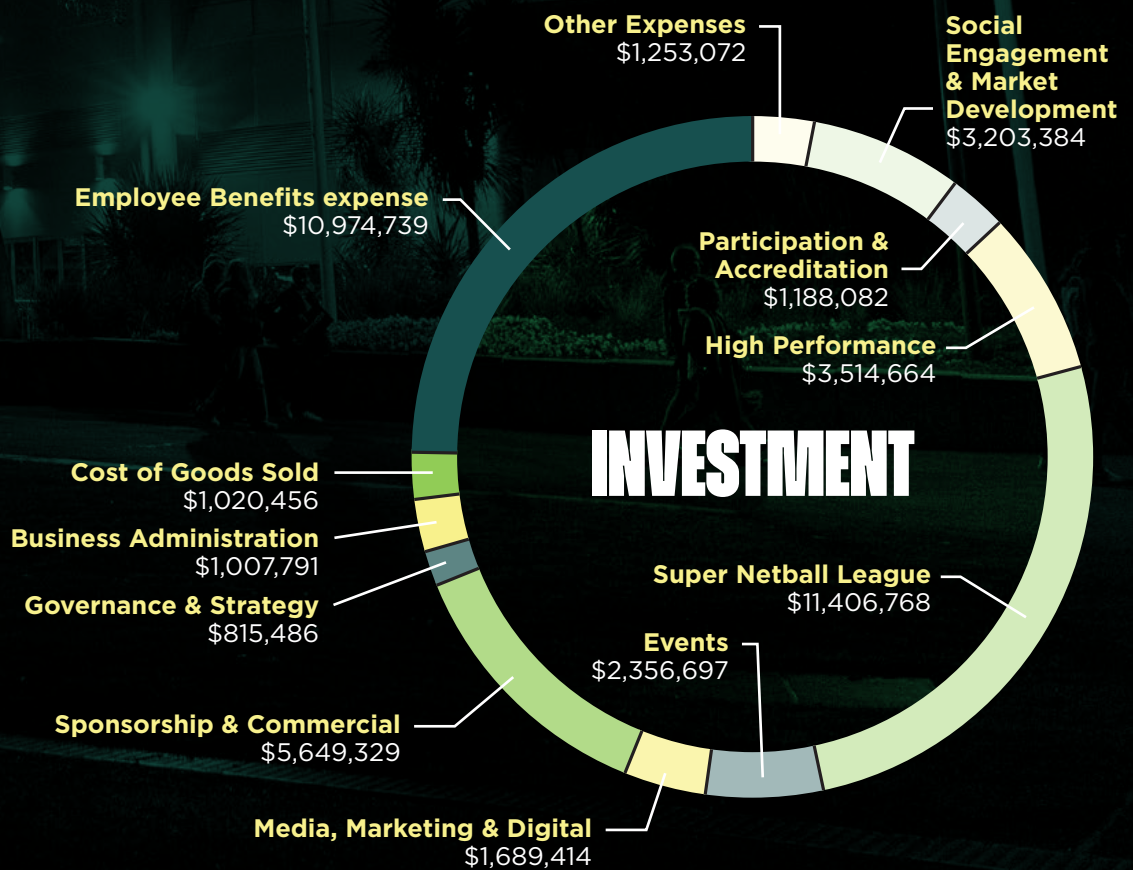 Other Expenses
$1,253,072
Social
Engagement
& Market
Development
$3,203,384
Employee Benefits expense
$10,974,739
Participation &
Accreditation
$1,188,082
High Performance
$3,514,664
INVESTMENT
Cost of Goods Sold
$1,020,456
Business Administration
$1,007,791
Governance & Strategy
$815,486
Super Netball League
$11,406,768
Events
$2,356,697
Sponsorship & Commercial
$5,649,329
Media, Marketing & Digital
$1,689,414